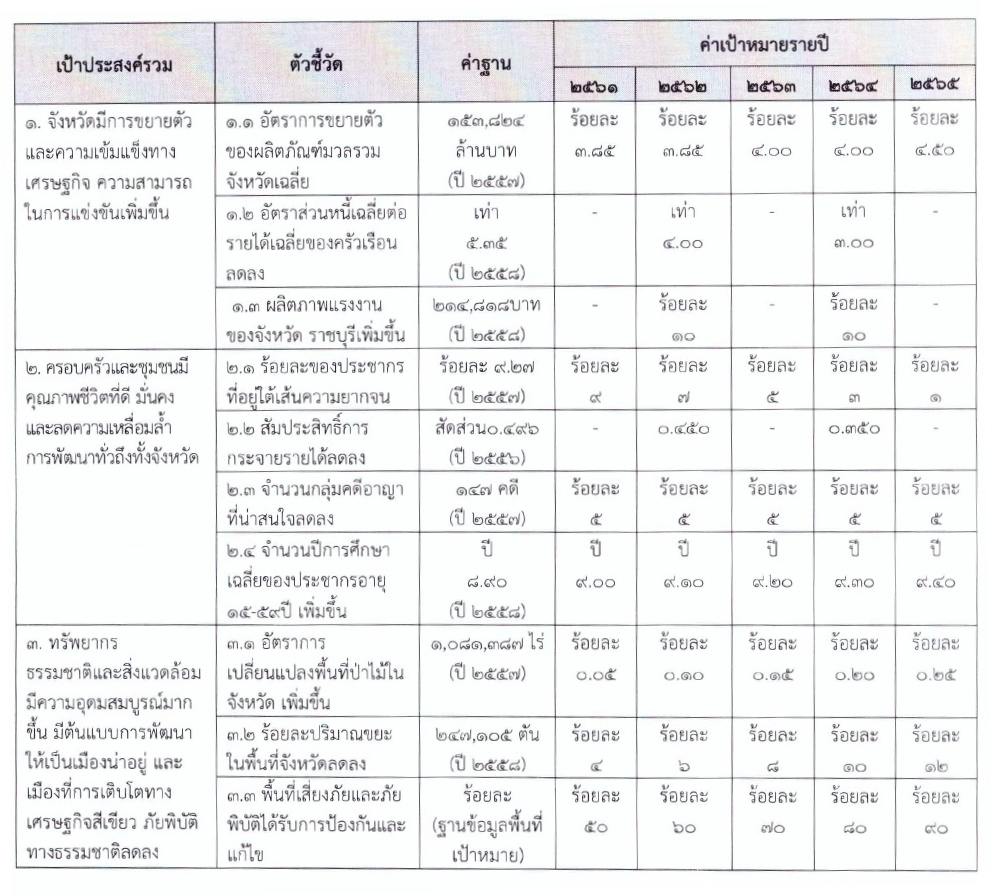 เป้าประสงค์รวม ตัวชี้วัด ค่าฐาน ค่าเป้าหมายรายปี
๒๕๖๑ ๒๕๖๒ ๒๕๖๓ ๒๕๖๔ ๒๕๖๕
๑. จังหวัดมีการขยายตัว ๑.๑ อัตราการขยายตัว ๑๕๓,๘๒๔ ร้อยละ ร้อยละ ร้อยละ ร้อยละ ร้อยละ
และความเข้มแข็งทาง ของผลิตภัณฑ์มวลรวม ล้านบาท ๓.๘๕ ๓.๘๕ ๔.๐๐ ๔.๐๐ ๔.๕๐
เศรษฐกิจ ความสามารถ จังหวัดเฉลี่ย (ปี ๒๕๕๗)
ในการแข่งขันเพิ่มขึ้น ๑.๒ อัตราส่วนหนี้เฉลี่ยต่อ เท่า - เท่า - เท่า -
รายได้เฉลี่ยของครัวเรือน ๕.๓๕ ๔.๐๐ ๓.๐๐
ลดลง (ปี ๒๕๕๘)
๑.๓ ผลิตภาพแรงงาน ๒๑๔,๘๑๘บาท - ร้อยละ - ร้อยละ -
ของจังหวัด ราชบุรีเพิ่มขึ้น (ปี ๒๕๕๘) ๑๐ ๑๐
๒. ครอบครัวและชุมชนมี ๒.๑ ร้อยละของประชากร ร้อยละ ๙.๒๗ ร้อยละ ร้อยละ ร้อยละ ร้อยละ ร้อยละ
คุณภาพชีวิตที่ดี มั่นคง ที่อยู่ใต้เส้นความยากจน (ปี ๒๕๕๗) ๙ ๗ ๕ ๓ ๑
และลดความเหลื่อมล้ำ ๒.๒ สัมประสิทธิ์การ สัดส่วน๐.๔๙๖ - ๐.๔๕๐ - ๐.๓๕๐ -
การพัฒนาทั่วถึงทั้งจังหวัด กระจายรายได้ลดลง (ปี ๒๕๕๖)
๒.๓ จำนวนกลุ่มคดีอาญา ๑๔๗ คดี ร้อยละ ร้อยละ ร้อยละ ร้อยละ ร้อยละ
ที่น่าสนใจลดลง (ปี ๒๕๕๗) ๕ ๕ ๕ ๕ ๕
๒.๔ จำนวนปีการศึกษา ปี ปี ปี ปี ปี ปี
เฉลี่ยของประชากรอายุ ๘.๙๐ ๙.๐๐ ๙.๑๐ ๙.๒๐ ๙.๓๐ ๙.๔๐
๑๕-๕๙ปี เพิ่มขึ้น (ปี ๒๕๕๘)
๓. ทรัพยากร ๓.๑ อัตราการ ๑,๐๘๑,๓๘๗ ไร่ ร้อยละ ร้อยละ ร้อยละ ร้อยละ ร้อยละ
ธรรมชาติและสิ่งแวดล้อม เปลี่ยนแปลงพื้นที่ป่าไม้ใน (ปี ๒๕๕๗) ๐.๐๕ ๐.๑๐ ๐.๑๕ ๐.๒๐ ๐.๒๕
มีความอุดมสมบูรณ์มาก จังหวัด เพิ่มขึ้น
ขึ้น มีต้นแบบการพัฒนา ๓.๒ ร้อยละปริมาณขยะ ๒๔๗,๑๐๕ ตัน ร้อยละ ร้อยละ ร้อยละ ร้อยละ ร้อยละ
ให้เป็นเมืองน่าอยู่ และ ในพื้นที่จังหวัดลดลง (ปี ๒๕๕๘) ๔ ๖ ๘ ๑๐ ๑๒
เมืองที่การเติบโตทาง ๓.๓ พื้นที่เสี่ยงภัยและภัย ร้อยละ ร้อยละ ร้อยละ ร้อยละ ร้อยละ ร้อยละ
เศรษฐกิจสีเขียว ภัยพิบัติ พิบัติได้รับการป้องกันและ (ฐานข้อมูลพื้นที่ ๕๐ ๖๐ ๗๐ ๘๐ ๙๐
ทางธรรมชาติลดลง แก้ไข เป้าหมาย)